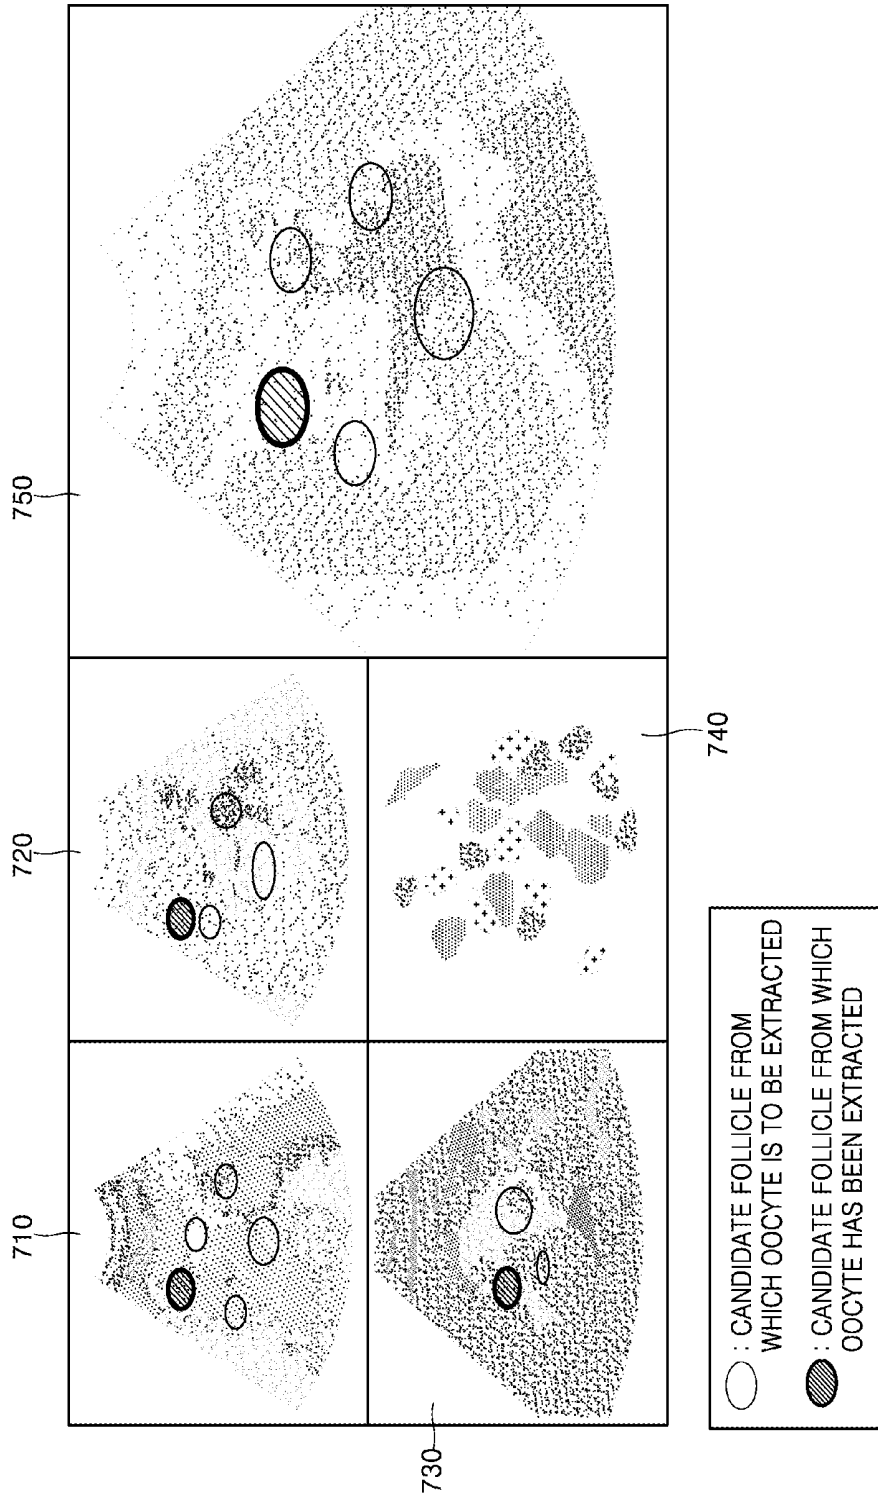 710
720
750
730
740
: CANDIDATE FOLLICLE FROM
WHICH OOCYTE IS TO BE EXTRACTED
: CANDIDATE FOLLICLE FROM WHICH
OOCYTE HAS BEEN EXTRACTED